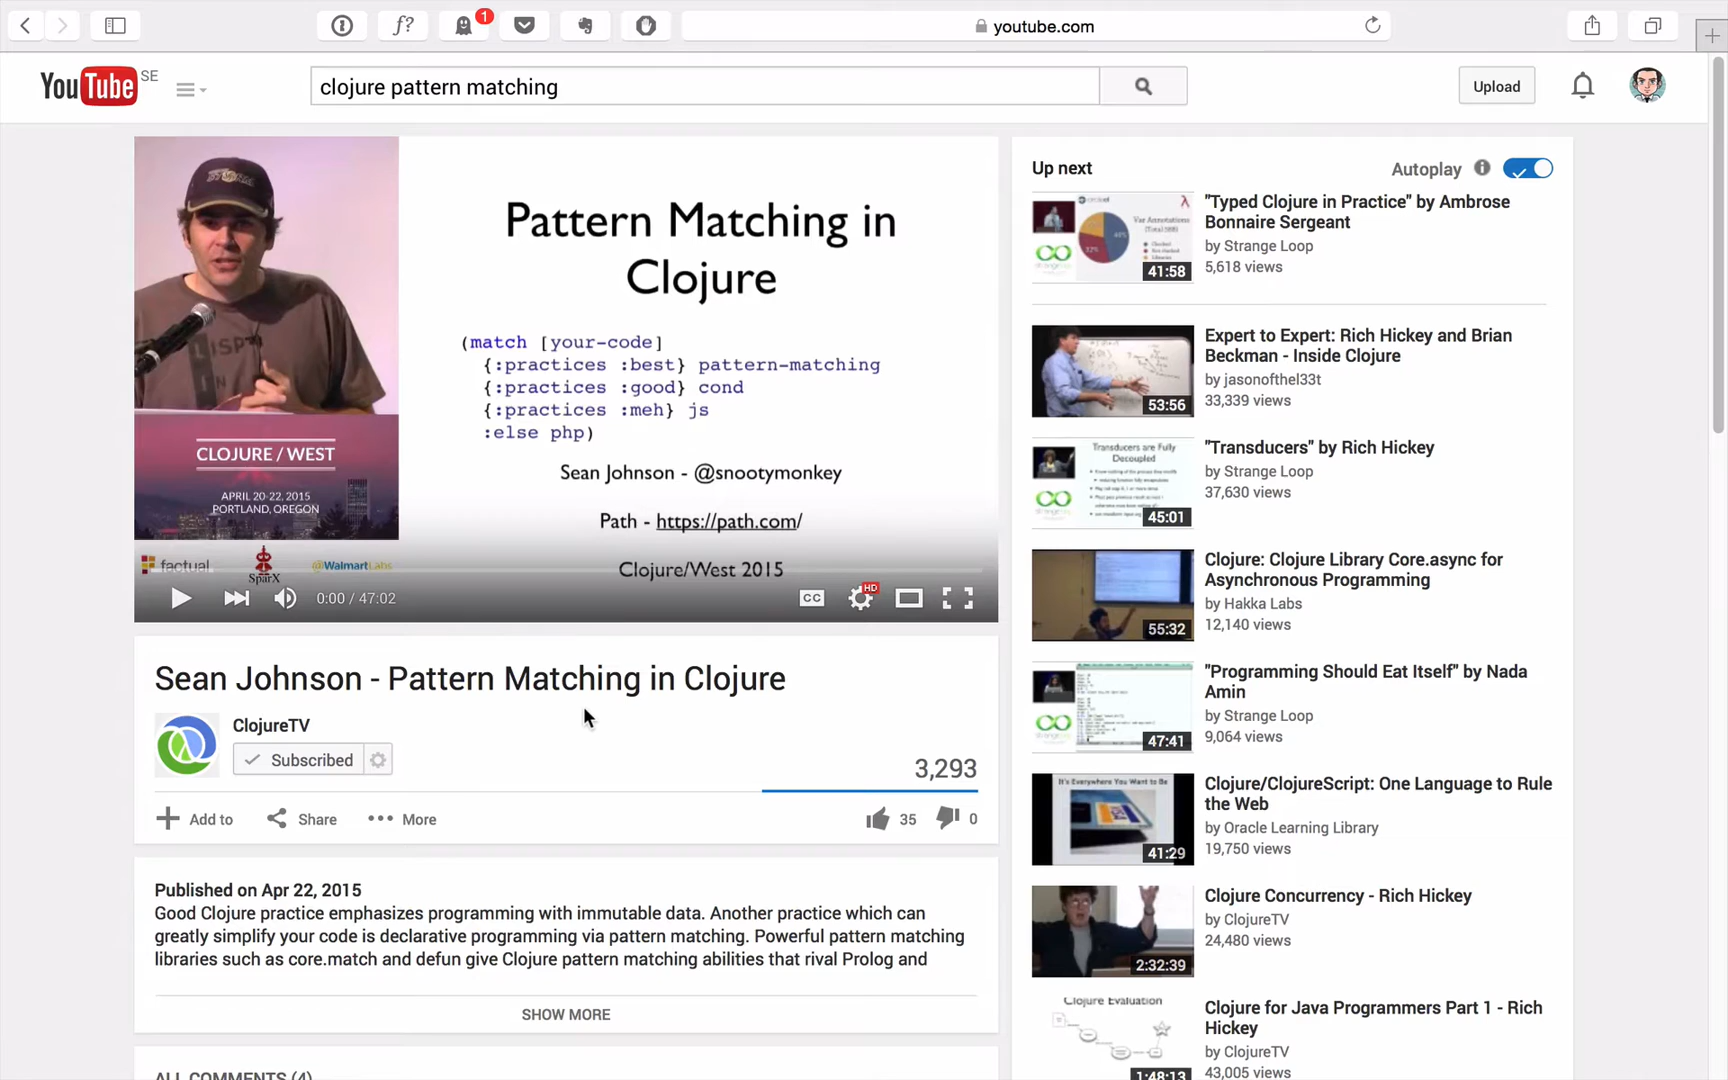 1
youtube.com
YouTube SE
clojure pattern matching
Upload
Pattern Matching in
Clojure
(match [your-code]
{:practices :best} pattern-matching
{:practices :good} cond
{:practices :meh} js
:else php)
Sean Johnson - @snootymonkey
Path - https://path.com/
Clojure/West 2015
CLOJURE / WEST
APRIL 20-22, 2015
PORTLAND, OREGON
factual
SparX
@WalmartLabs
0:00 / 47:02
CC
HD
Sean Johnson - Pattern Matching in Clojure
ClojureTV
Subscribed
3,293
Add to
Share
More
35
0
Published on Apr 22, 2015
Good Clojure practice emphasizes programming with immutable data. Another practice which can
greatly simplify your code is declarative programming via pattern matching. Powerful pattern matching
libraries such as core.match and defun give Clojure pattern matching abilities that rival Prolog and
SHOW MORE
ALL COMMENTS (4)
Up next
Autoplay
41:58
"Typed Clojure in Practice" by Ambrose
Bonnaire Sergeant
by Strange Loop
5,618 views
53:56
Expert to Expert: Rich Hickey and Brian
Beckman - Inside Clojure
by jasonofthel33t
33,339 views
Transducers are Fully
Decoupled
45:01
"Transducers" by Rich Hickey
by Strange Loop
37,630 views
55:32
Clojure: Clojure Library Core.async for
Asynchronous Programming
by Hakka Labs
12,140 views
47:41
"Programming Should Eat Itself" by Nada
Amin
by Strange Loop
9,064 views
It's Everywhere You Want to Be
41:29
Clojure/ClojureScript: One Language to Rule
the Web
by Oracle Learning Library
19,750 views
2:32:39
Clojure Concurrency - Rich Hickey
by ClojureTV
24,480 views
Clojure Evaluation
1:48:13
Clojure for Java Programmers Part 1 - Rich
Hickey
by ClojureTV
43,005 views